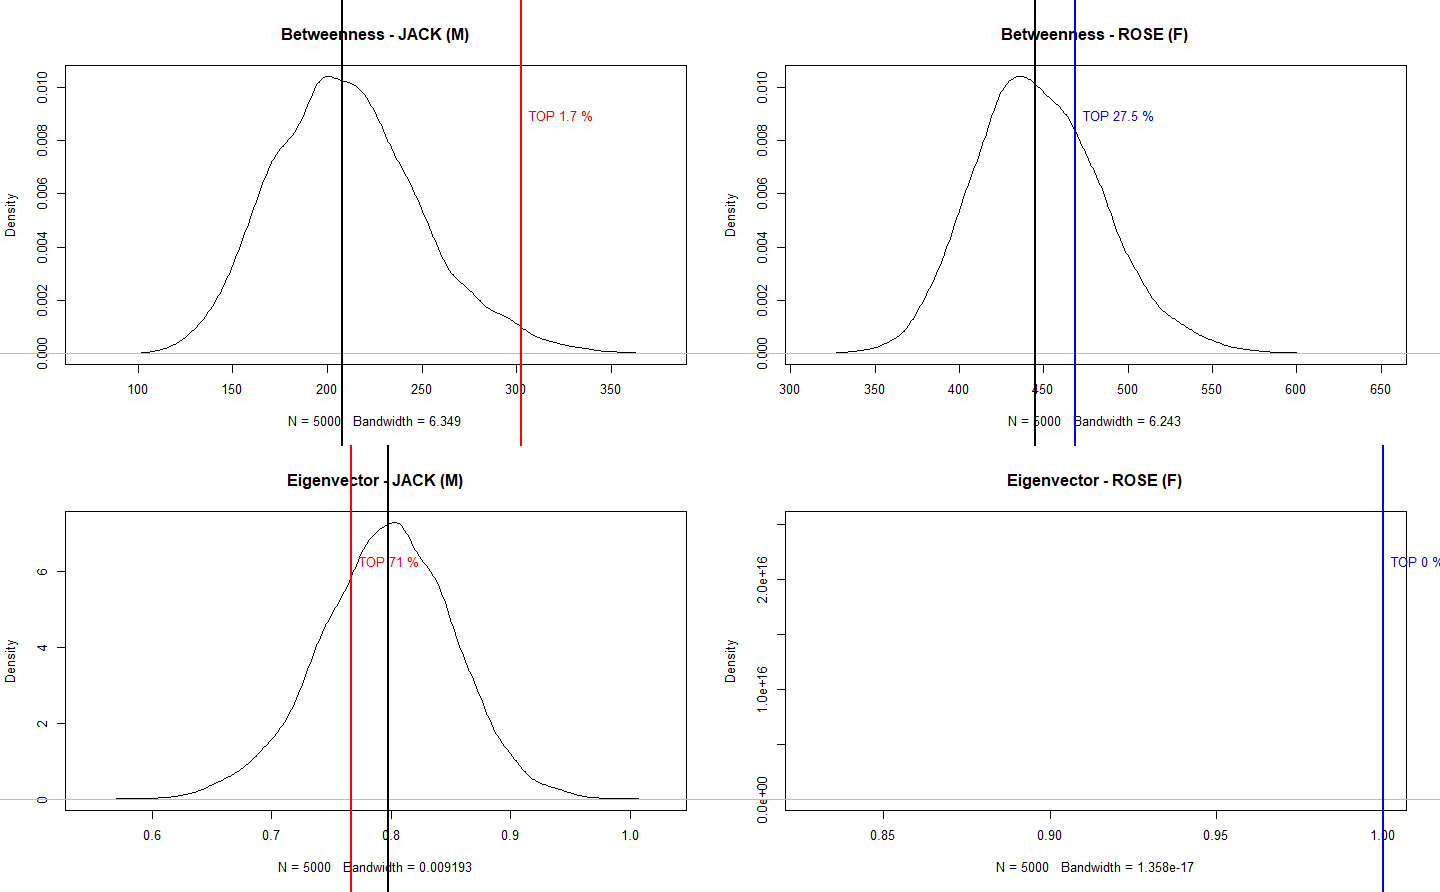 Betweenness - JACK (M)
Density
0.000 0.002 0.004 0.006 0.008 0.010
TOP 1.7 %
100 150 200 250 300 350
N = 5000 Bandwidth = 6.349
Betweenness - ROSE (F)
Density
0.000 0.002 0.004 0.006 0.008 0.010
TOP 27.5 %
300 350 400 450 500 550 600 650
N = 5000 Bandwidth = 6.243
Eigenvector - JACK (M)
Density
0 2 4 6
TOP 71 %
0.6 0.7 0.8 0.9 1.0
N = 5000 Bandwidth = 0.009193
Eigenvector - ROSE (F)
Density
0.0e+00 1.0e+16 2.0e+16
TOP 0 %
0.85 0.90 0.95 1.00
N = 5000 Bandwidth = 1.358e-17